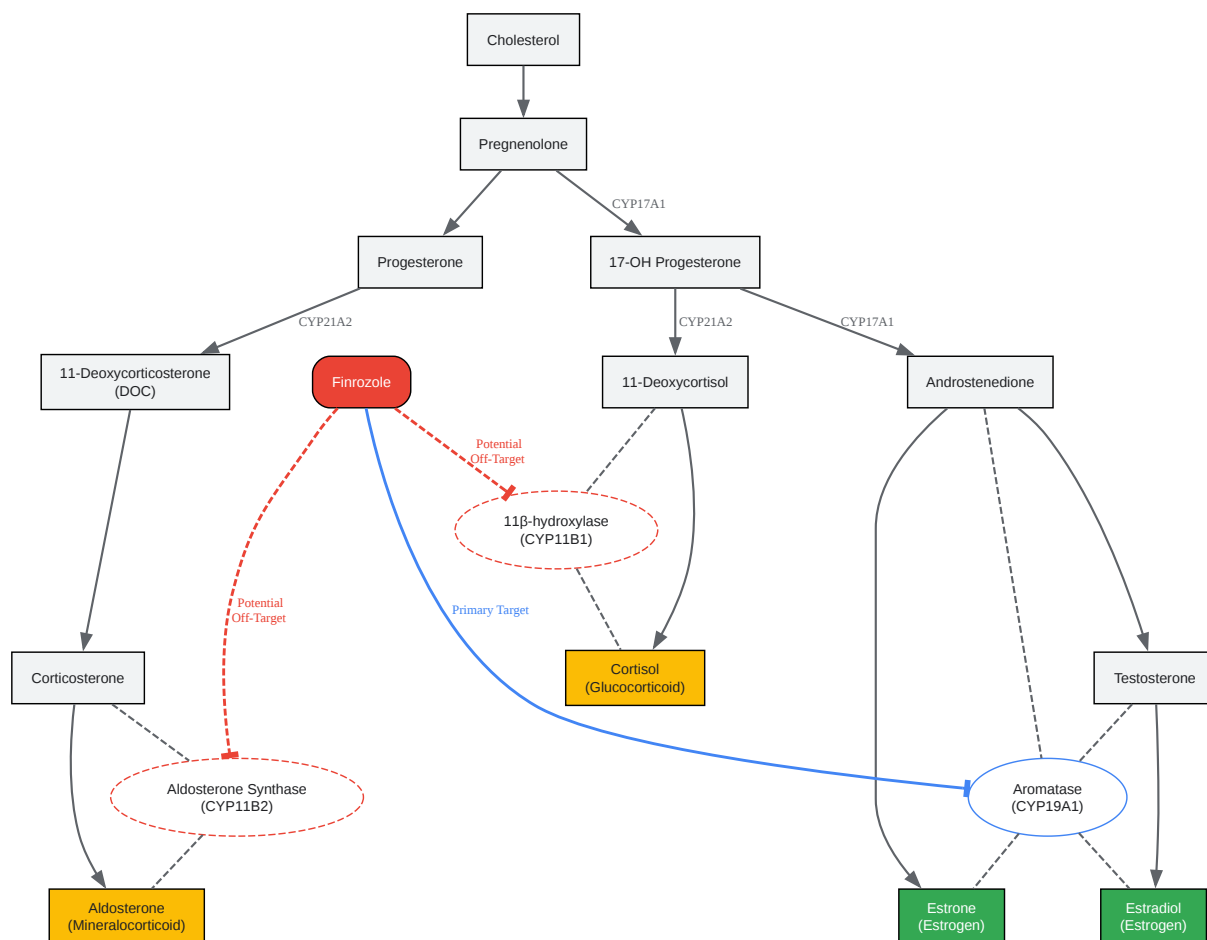 Cholesterol
Pregnenolone
CYP17A1
Progesterone
17-OH Progesterone
CYP21A2
CYP21A2
CYP17A1
11-Deoxycorticosterone
(DOC)
Finrozole
11-Deoxycortisol
Androstenedione
Potential
Off-Target
11β-hydroxylase
(CYP11B1)
Potential
Off-Target
Primary Target
Corticosterone
Cortisol
(Glucocorticoid)
Testosterone
Aldosterone Synthase
(CYP11B2)
Aromatase
(CYP19A1)
Aldosterone
(Mineralocorticoid)
Estrone
(Estrogen)
Estradiol
(Estrogen)